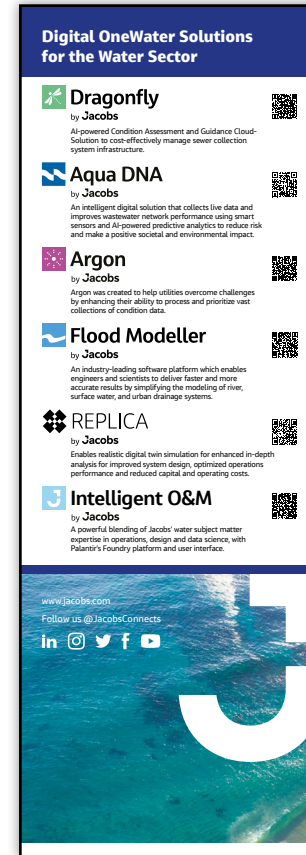 Digital OneWater Solutions
for the Water Sector
Dragonfly
by Jacobs
AI-powered Condition Assessment and Guidance Cloud-
Solution to cost-effectively manage sewer collection
system infrastructure.
Aqua DNA
by Jacobs
An intelligent digital solution that collects live data and
improves wastewater network performance using smart
sensors and AI-powered predictive analytics to reduce risk
and make a positive societal and environmental impact.
Argon
by Jacobs
Argon was created to help utilities overcome challenges
by enhancing their ability to process and prioritize vast
collections of condition data.
Flood Modeller
by Jacobs
An industry-leading software platform which enables
engineers and scientists to deliver faster and more
accurate results by simplifying the modeling of river,
surface water, and urban drainage systems.
REPLICA
by Jacobs
Enables realistic digital twin simulation for enhanced in-depth
analysis for improved system design, optimized operations
performance and reduced capital and operating costs.
Intelligent O&M
by Jacobs
A powerful blending of Jacobs' water subject matter
expertise in operations, design and data science, with
Palantir's Foundry platform and user interface.
www.jacobs.com
Follow us @JacobsConnects